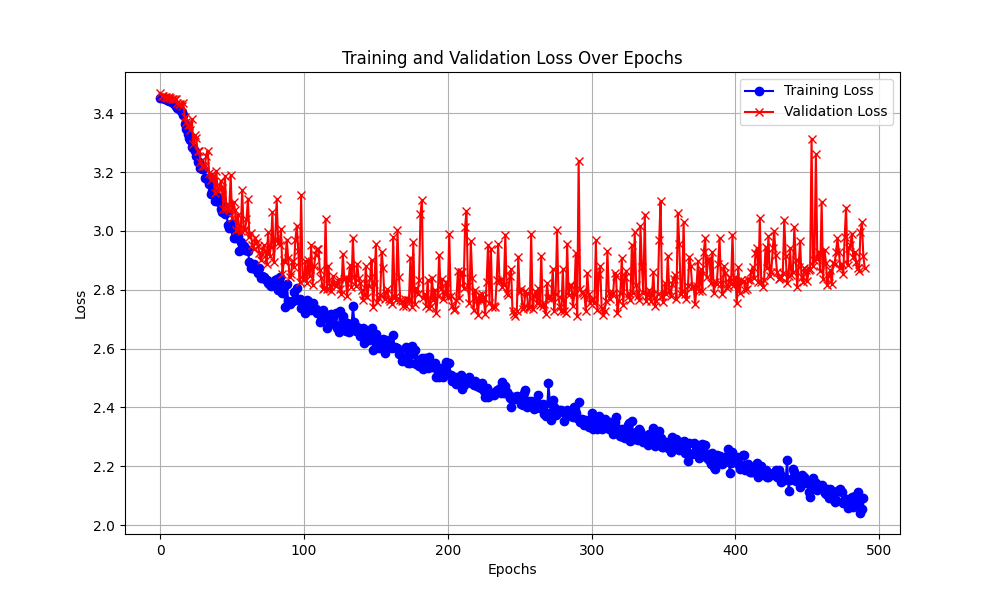 Training and Validation Loss Over Epochs
Training Loss
Validation Loss
3.4
3.2
3.0
2.8
2.6
2.4
2.2
2.0
Loss
0 100 200 300 400 500
Epochs